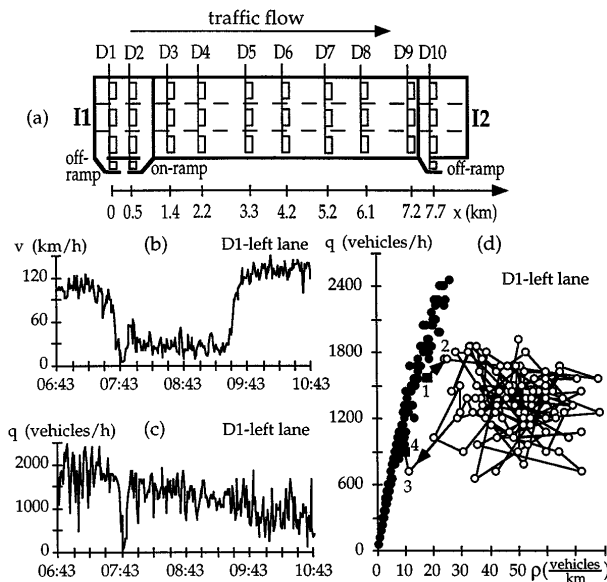 traffic flow
D1 D2 D3 D4 D5 D6 D7 D8 D9 D10
(a) I1 I2
off-ramp on-ramp off-ramp
0 0.5 1.4 2.2 3.3 4.2 5.2 6.1 7.2 7.7 x (km)
v (km/h) (b)
D1-left lane
120
60
0
06:43 07:43 08:43 09:43 10:43
q (vehicles/h) (c) D1-left lane
2000
1000
0
06:43 07:43 08:43 09:43 10:43
q (vehicles/h) (d)
D1-left lane
2400
1800
1200
600
0
2
1
4
3
0 10 20 30 40 50 60 70 ρ(vehicles/km)